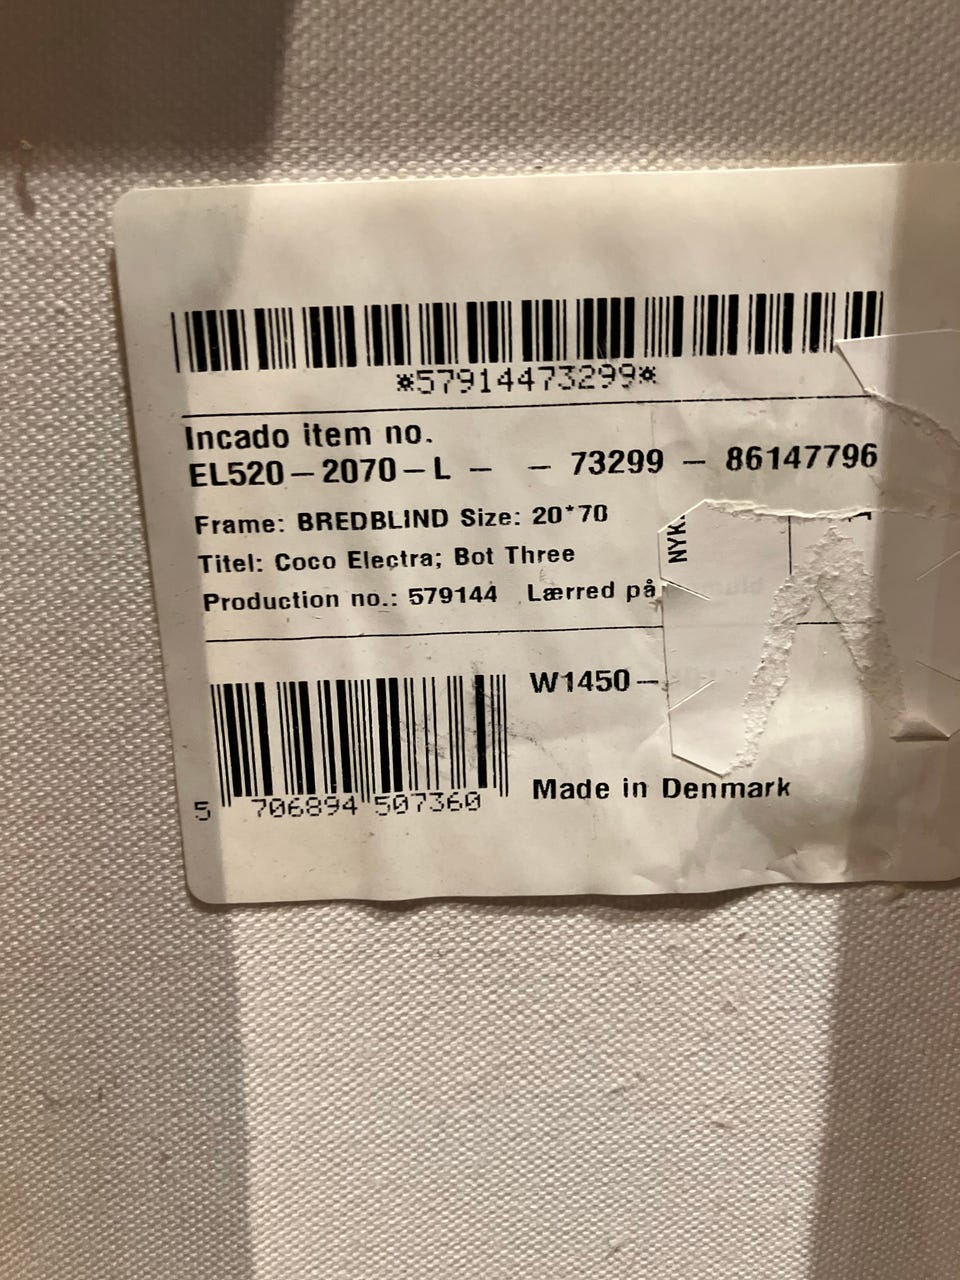 *57914473299*
Incado item no.
EL520-2070-L - - 73299 - 86147796
Frame: BREDBLIND Size: 20*70
Titel: Coco Electra; Bot Three
Production no.: 579144 Lærred på
NYK
W1450-
Made in Denmark
5 706894 507360